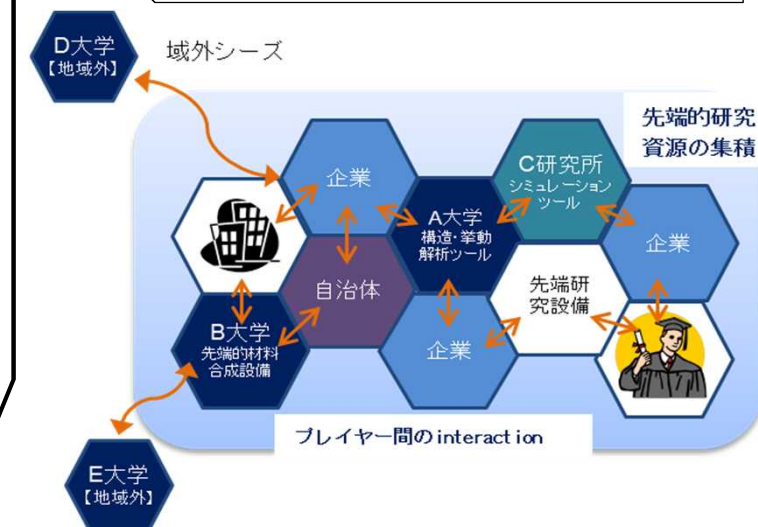 D大学
【地域外】
域外シーズ
先端的研究
資源の集積
企業
C研究所
シミュレーション
ツール
A大学
構造・挙動
解析ツール
企業
自治体
先端研
究設備
B大学
先端的材料
合成設備
企業
プレイヤー間のinteraction
E大学
【地域外】